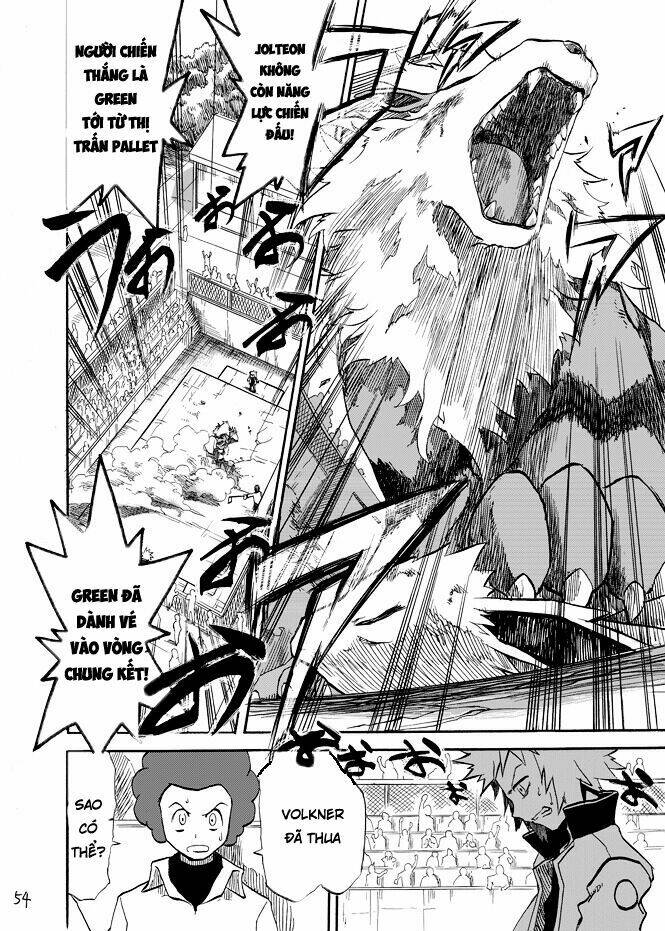 JOLTEON
KHÔNG
CÒN NĂNG
LỰC CHIẾN
ĐẤU!
NGƯỜI CHIẾN
THẮNG LÀ
GREEN
TỚI TỪ THỊ
TRẤN PALLET
GREEN ĐÃ
DÀNH VÉ
VÀO VÒNG
CHUNG KẾT!
SAO
CÓ
THỂ?
VOLKNER
ĐÃ THUA
54